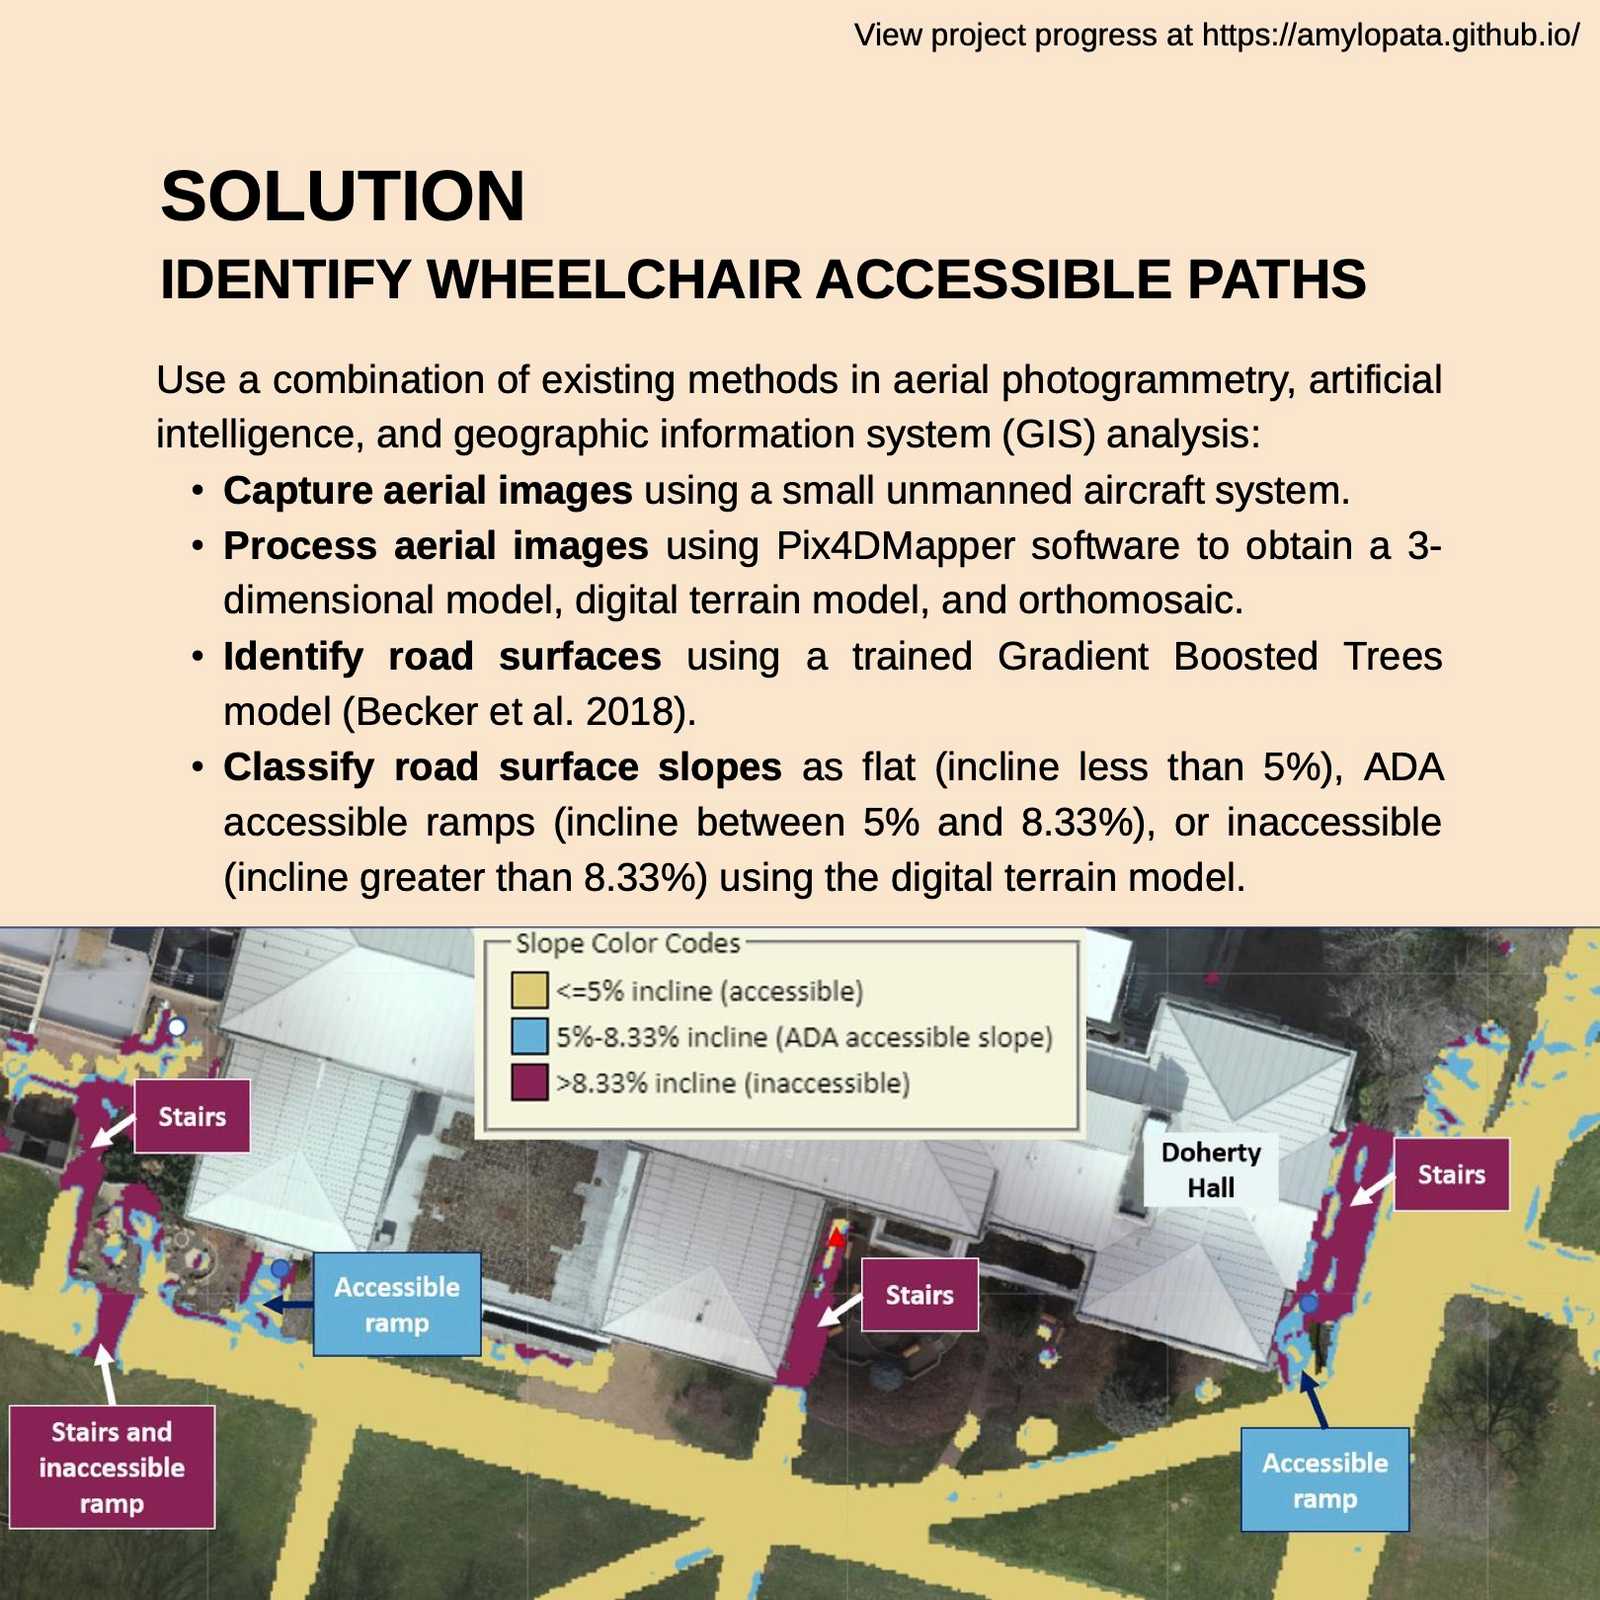 View project progress at https://amylopata.github.io/
SOLUTION
IDENTIFY WHEELCHAIR ACCESSIBLE PATHS
Use a combination of existing methods in aerial photogrammetry, artificial
intelligence, and geographic information system (GIS) analysis:
• Capture aerial images using a small unmanned aircraft system.
• Process aerial images using Pix4DMapper software to obtain a 3-
dimensional model, digital terrain model, and orthomosaic.
• Identify road surfaces using a trained Gradient Boosted Trees
model (Becker et al. 2018).
• Classify road surface slopes as flat (incline less than 5%), ADA
accessible ramps (incline between 5% and 8.33%), or inaccessible
(incline greater than 8.33%) using the digital terrain model.
Slope Color Codes
<=5% incline (accessible)
5%-8.33% incline (ADA accessible slope)
>8.33% incline (inaccessible)
Stairs
Doherty
Hall
Stairs
Accessible
ramp
Stairs
Stairs and
inaccessible
ramp
Accessible
ramp